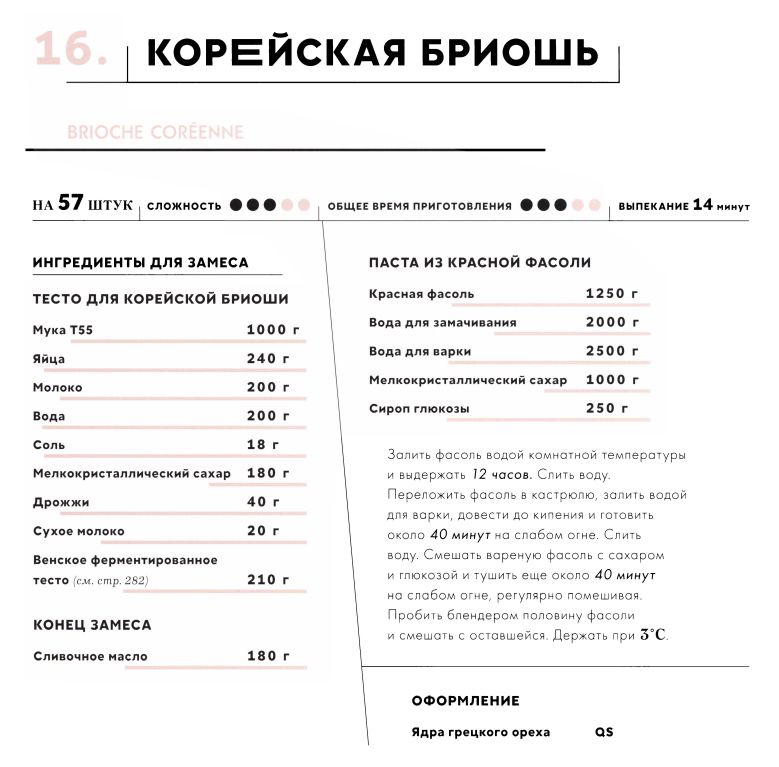 16. КОРЕЙСКАЯ БРИОШЬ
BRIOCHE CORÉENNE
НА 57 ШТУК СЛОЖНОСТЬ ОБЩЕЕ ВРЕМЯ ПРИГОТОВЛЕНИЯ ВЫПЕКАНИЕ 14 минут
ИНГРЕДИЕНТЫ ДЛЯ ЗАМЕСА
ТЕСТО ДЛЯ КОРЕЙСКОЙ БРИОШИ
Мука Т55 1000 г
Яйца 240 г
Молоко 200 г
Вода 200 г
Соль 18 г
Мелкокристаллический сахар 180 г
Дрожжи 40 г
Сухое молоко 20 г
Венское ферментированное
тесто (см. стр. 282) 210 г
КОНЕЦ ЗАМЕСА
Сливочное масло 180 г
ПАСТА ИЗ КРАСНОЙ ФАСОЛИ
Красная фасоль 1250 г
Вода для замачивания 2000 г
Вода для варки 2500 г
Мелкокристаллический сахар 1000 г
Сироп глюкозы 250 г
Залить фасоль водой комнатной температуры
и выдержать 12 часов. Слить воду.
Переложить фасоль в кастрюлю, залить водой
для варки, довести до кипения и готовить
около 40 минут на слабом огне. Слить
воду. Смешать вареную фасоль с сахаром
и глюкозой и тушить еще около 40 минут
на слабом огне, регулярно помешивая.
Пробить блендером половину фасоли
и смешать с оставшейся. Держать при 3°C.
ОФОРМЛЕНИЕ
Ядра грецкого ореха QS